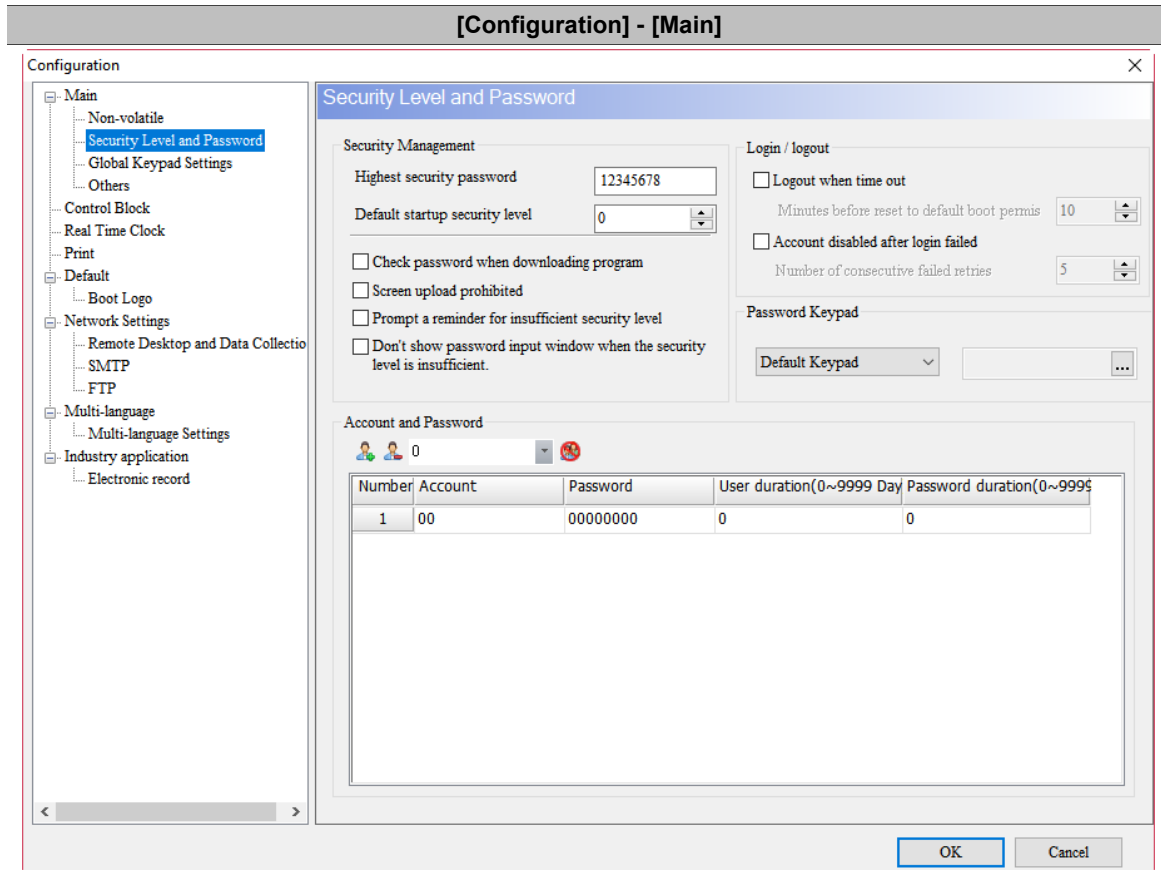 [Configuration] - [Main]
Configuration
Main
Non-volatile
Security Level and Password
Global Keypad Settings
Others
Control Block
Real Time Clock
Print
Default
Boot Logo
Network Settings
Remote Desktop and Data Collectio
SMTP
FTP
Multi-language
Multi-language Settings
Industry application
Electronic record
Security Level and Password
Security Management
Highest security password 12345678
Default startup security level 0
Check password when downloading program
Screen upload prohibited
Prompt a reminder for insufficient security level
Don't show password input window when the security
level is insufficient.
Login / logout
Logout when time out
Minutes before reset to default boot permis 10
Account disabled after login failed
Number of consecutive failed retries 5
Password Keypad
Default Keypad ...
Account and Password
0
Number Account Password User duration(0~9999 Day Password duration(0~9999
1 00 00000000 0 0
OK Cancel